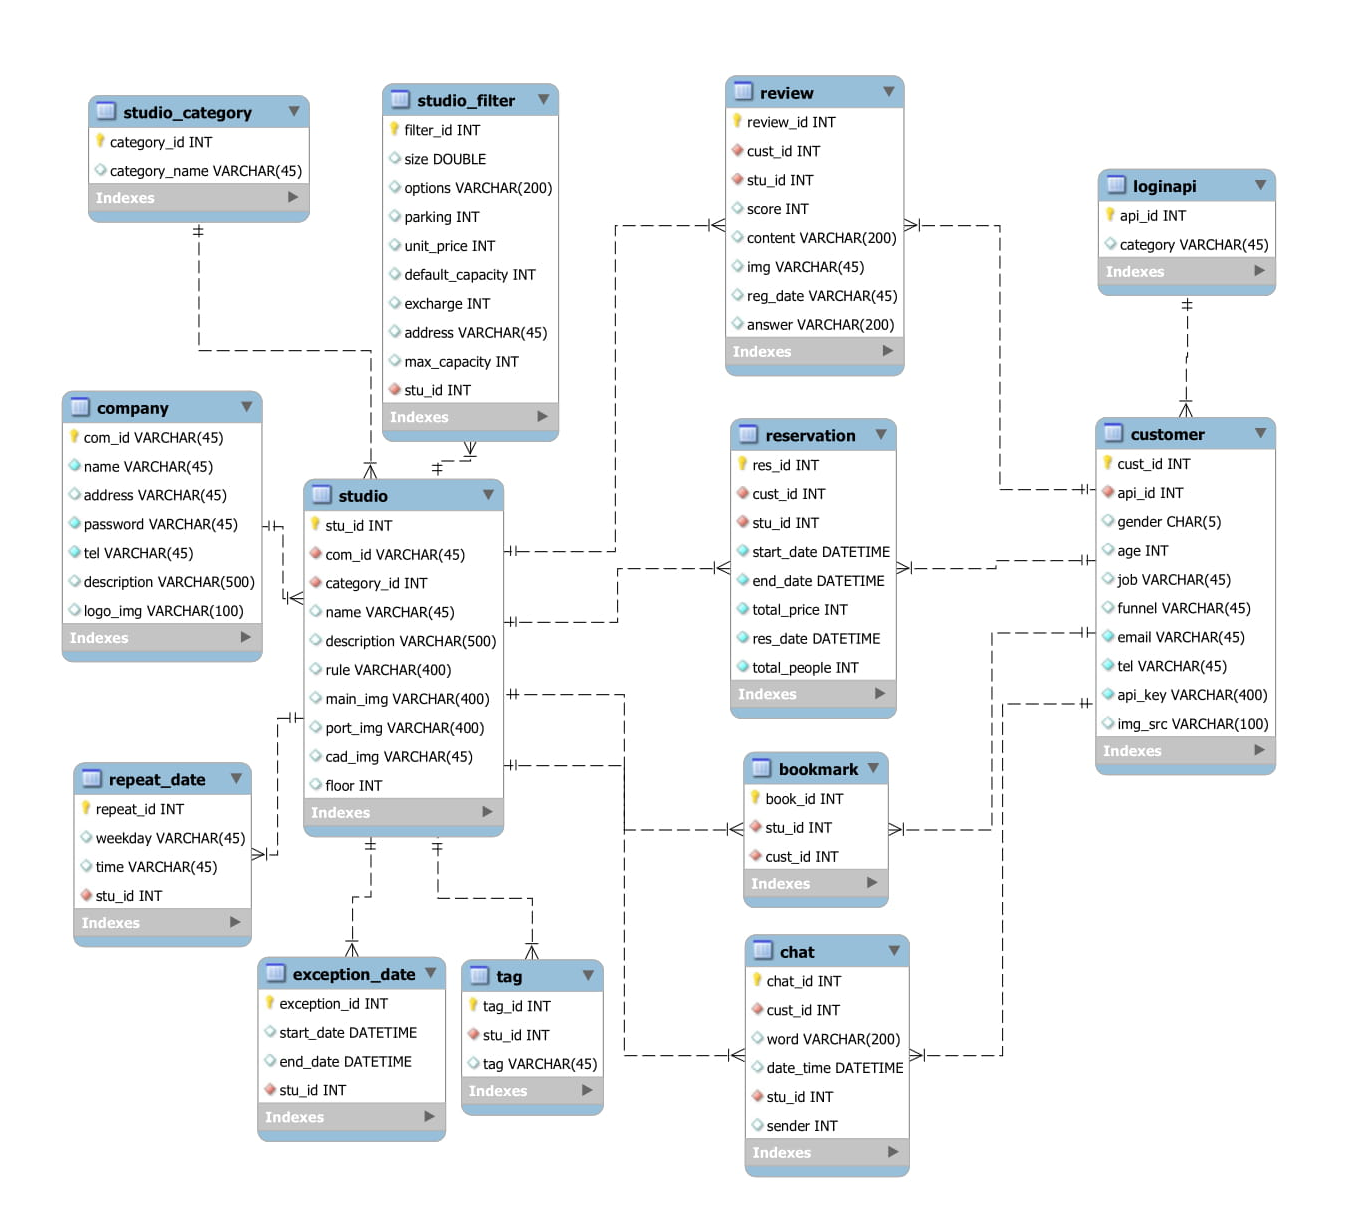 studio_category
category_id INT
category_name VARCHAR(45)
Indexes
studio_filter
filter_id INT
size DOUBLE
options VARCHAR(200)
parking INT
unit_price INT
default_capacity INT
excharge INT
address VARCHAR(45)
max_capacity INT
stu_id INT
Indexes
review
review_id INT
cust_id INT
stu_id INT
score INT
content VARCHAR(200)
img VARCHAR(45)
reg_date VARCHAR(45)
answer VARCHAR(200)
Indexes
loginapi
api_id INT
category VARCHAR(45)
Indexes
company
com_id VARCHAR(45)
name VARCHAR(45)
address VARCHAR(45)
password VARCHAR(45)
tel VARCHAR(45)
description VARCHAR(500)
logo_img VARCHAR(100)
Indexes
studio
stu_id INT
com_id VARCHAR(45)
category_id INT
name VARCHAR(45)
description VARCHAR(500)
rule VARCHAR(400)
main_img VARCHAR(400)
port_img VARCHAR(400)
cad_img VARCHAR(45)
floor INT
Indexes
reservation
res_id INT
cust_id INT
stu_id INT
start_date DATETIME
end_date DATETIME
total_price INT
res_date DATETIME
total_people INT
Indexes
customer
cust_id INT
api_id INT
gender CHAR(5)
age INT
job VARCHAR(45)
funnel VARCHAR(45)
email VARCHAR(45)
tel VARCHAR(45)
api_key VARCHAR(400)
img_src VARCHAR(100)
Indexes
repeat_date
repeat_id INT
weekday VARCHAR(45)
time VARCHAR(45)
stu_id INT
Indexes
bookmark
book_id INT
stu_id INT
cust_id INT
Indexes
exception_date
exception_id INT
start_date DATETIME
end_date DATETIME
stu_id INT
Indexes
tag
tag_id INT
stu_id INT
tag VARCHAR(45)
Indexes
chat
chat_id INT
cust_id INT
word VARCHAR(200)
date_time DATETIME
stu_id INT
sender INT
Indexes